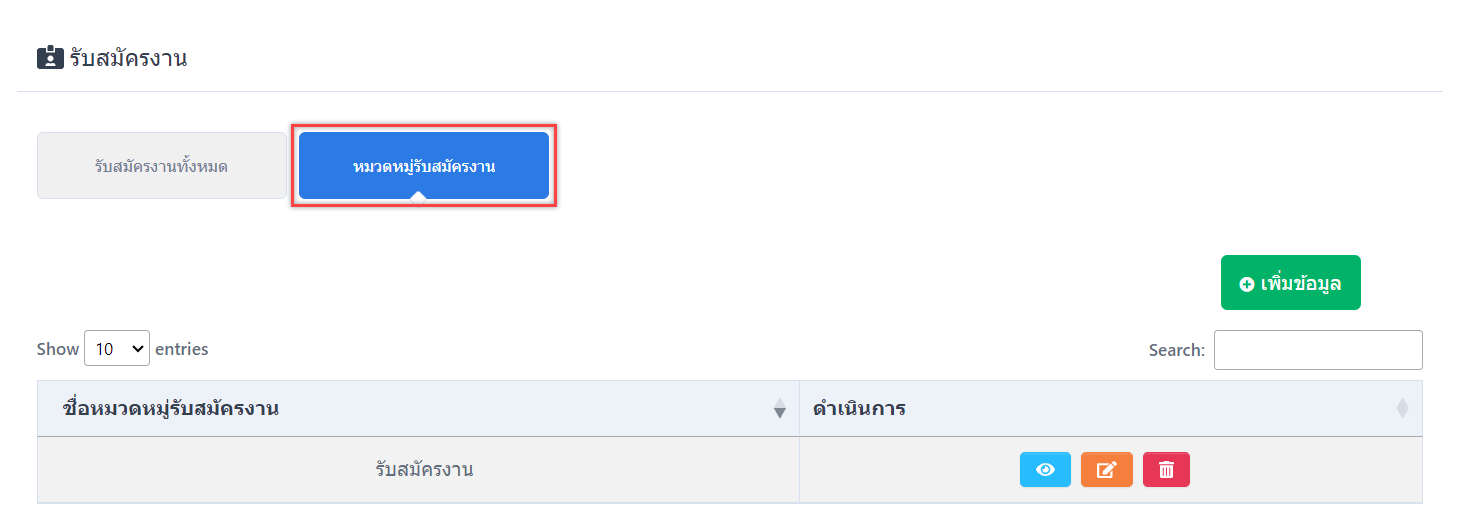 รับสมัครงาน
รับสมัครงานทั้งหมด
หมวดหมู่รับสมัครงาน
เพิ่มข้อมูล
Show 10 entries
Search:
ชื่อหมวดหมู่รับสมัครงาน ดำเนินการ
รับสมัครงาน